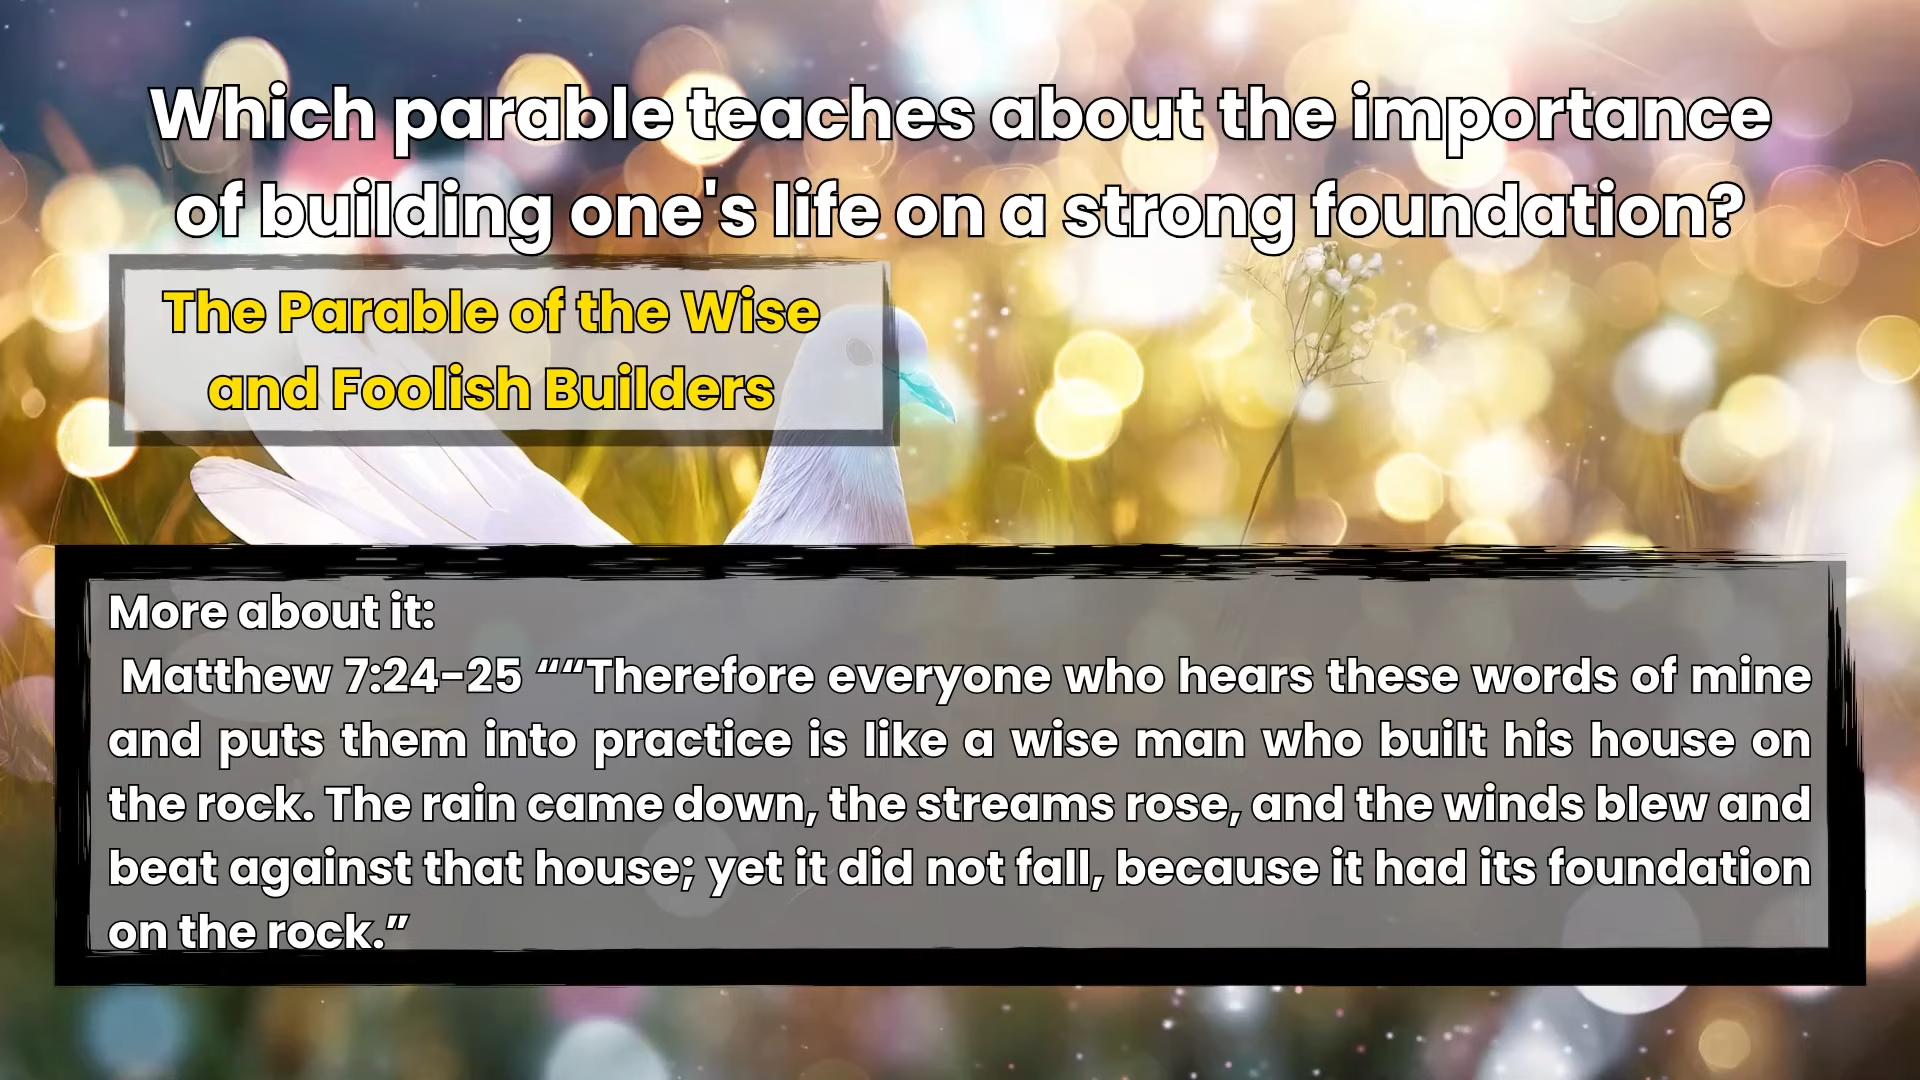 Which parable teaches about the importance
of building one's life on a strong foundation?
The Parable of the Wise
and Foolish Builders
More about it:
Matthew 7:24-25 ““Therefore everyone who hears these words of mine
and puts them into practice is like a wise man who built his house on
the rock. The rain came down, the streams rose, and the winds blew and
beat against that house; yet it did not fall, because it had its foundation
on the rock.”